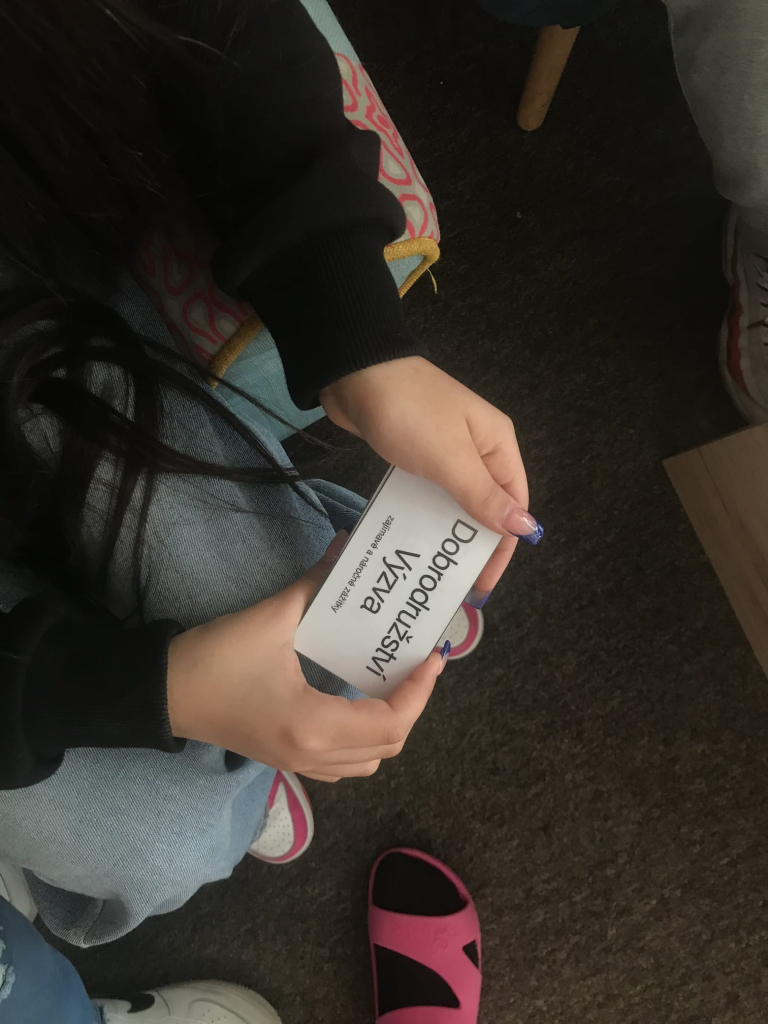 Dobrodružství
Výzva
zajímavé a náročné zážitky